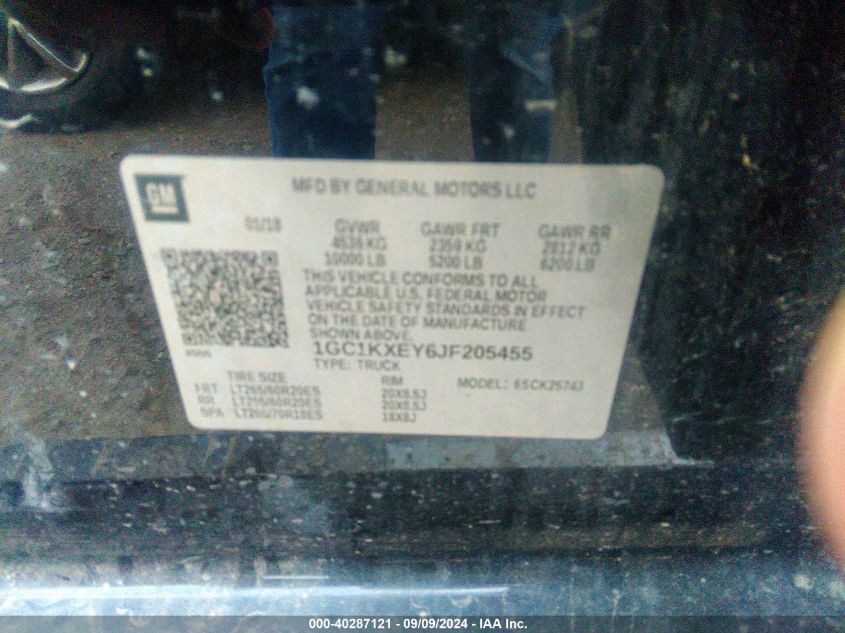 GM
MFD BY GENERAL MOTORS LLC
01/18 GVWR GAWR FRT GAWR RR
4536 KG 2359 KG 2812 KG
10000 LB 5200 LB 6200 LB
THIS VEHICLE CONFORMS TO ALL
APPLICABLE U.S. FEDERAL MOTOR
VEHICLE SAFETY STANDARDS IN EFFECT
ON THE DATE OF MANUFACTURE
SHOWN ABOVE.
1GC1KXEY6JF205455
TYPE: TRUCK
TIRE SIZE RIM MODEL:
FRT LT265/60R20ES 20X8.5J
RR LT265/60R20ES 20X8.5J
SPA LT265/70R18ES 18X8J
000-40287121 - 09/09/2024 - IAA Inc.